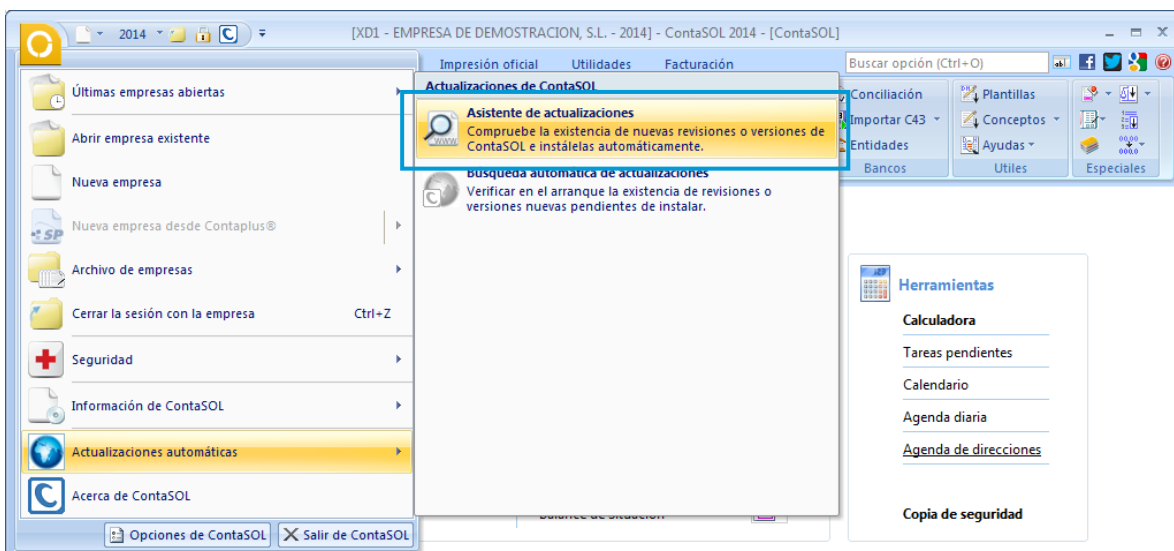 2014
[XD1 - EMPRESA DE DEMOSTRACION, S.L. - 2014] - ContaSOL 2014 - [ContaSOL]
Impresión oficial
Utilidades
Facturación
Buscar opción (Ctrl+O)
Últimas empresas abiertas
Abrir empresa existente
Nueva empresa
Nueva empresa desde Contaplus®
Archivo de empresas
Cerrar la sesión con la empresa Ctrl+Z
Seguridad
Información de ContaSOL
Actualizaciones automáticas
Acerca de ContaSOL
Opciones de ContaSOL
Salir de ContaSOL
Actualizaciones de ContaSOL
Asistente de actualizaciones
Compruebe la existencia de nuevas revisiones o versiones de
ContaSOL e instálelas automáticamente.
Búsqueda automática de actualizaciones
Verificar en el arranque la existencia de revisiones o
versiones nuevas pendientes de instalar.
Conciliación
Importar C43
Entidades
Bancos
Plantillas
Conceptos
Ayudas
Utiles
Especiales
Herramientas
Calculadora
Tareas pendientes
Calendario
Agenda diaria
Agenda de direcciones
Copia de seguridad
Balance de situación